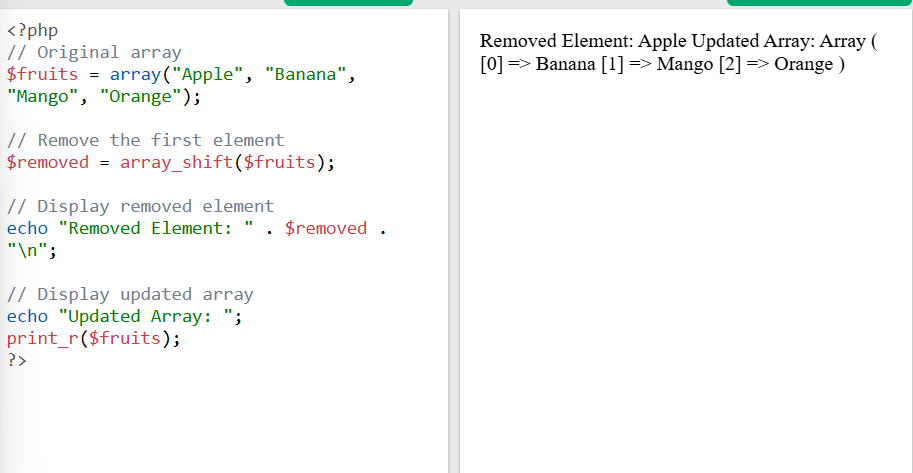 <?php
// Original array
$fruits = array("Apple", "Banana",
"Mango", "Orange");
// Remove the first element
$removed = array_shift($fruits);
// Display removed element
echo "Removed Element: " . $removed .
"\n";
// Display updated array
echo "Updated Array: ";
print_r($fruits);
?>
Removed Element: Apple Updated Array: Array (
[0] => Banana [1] => Mango [2] => Orange )